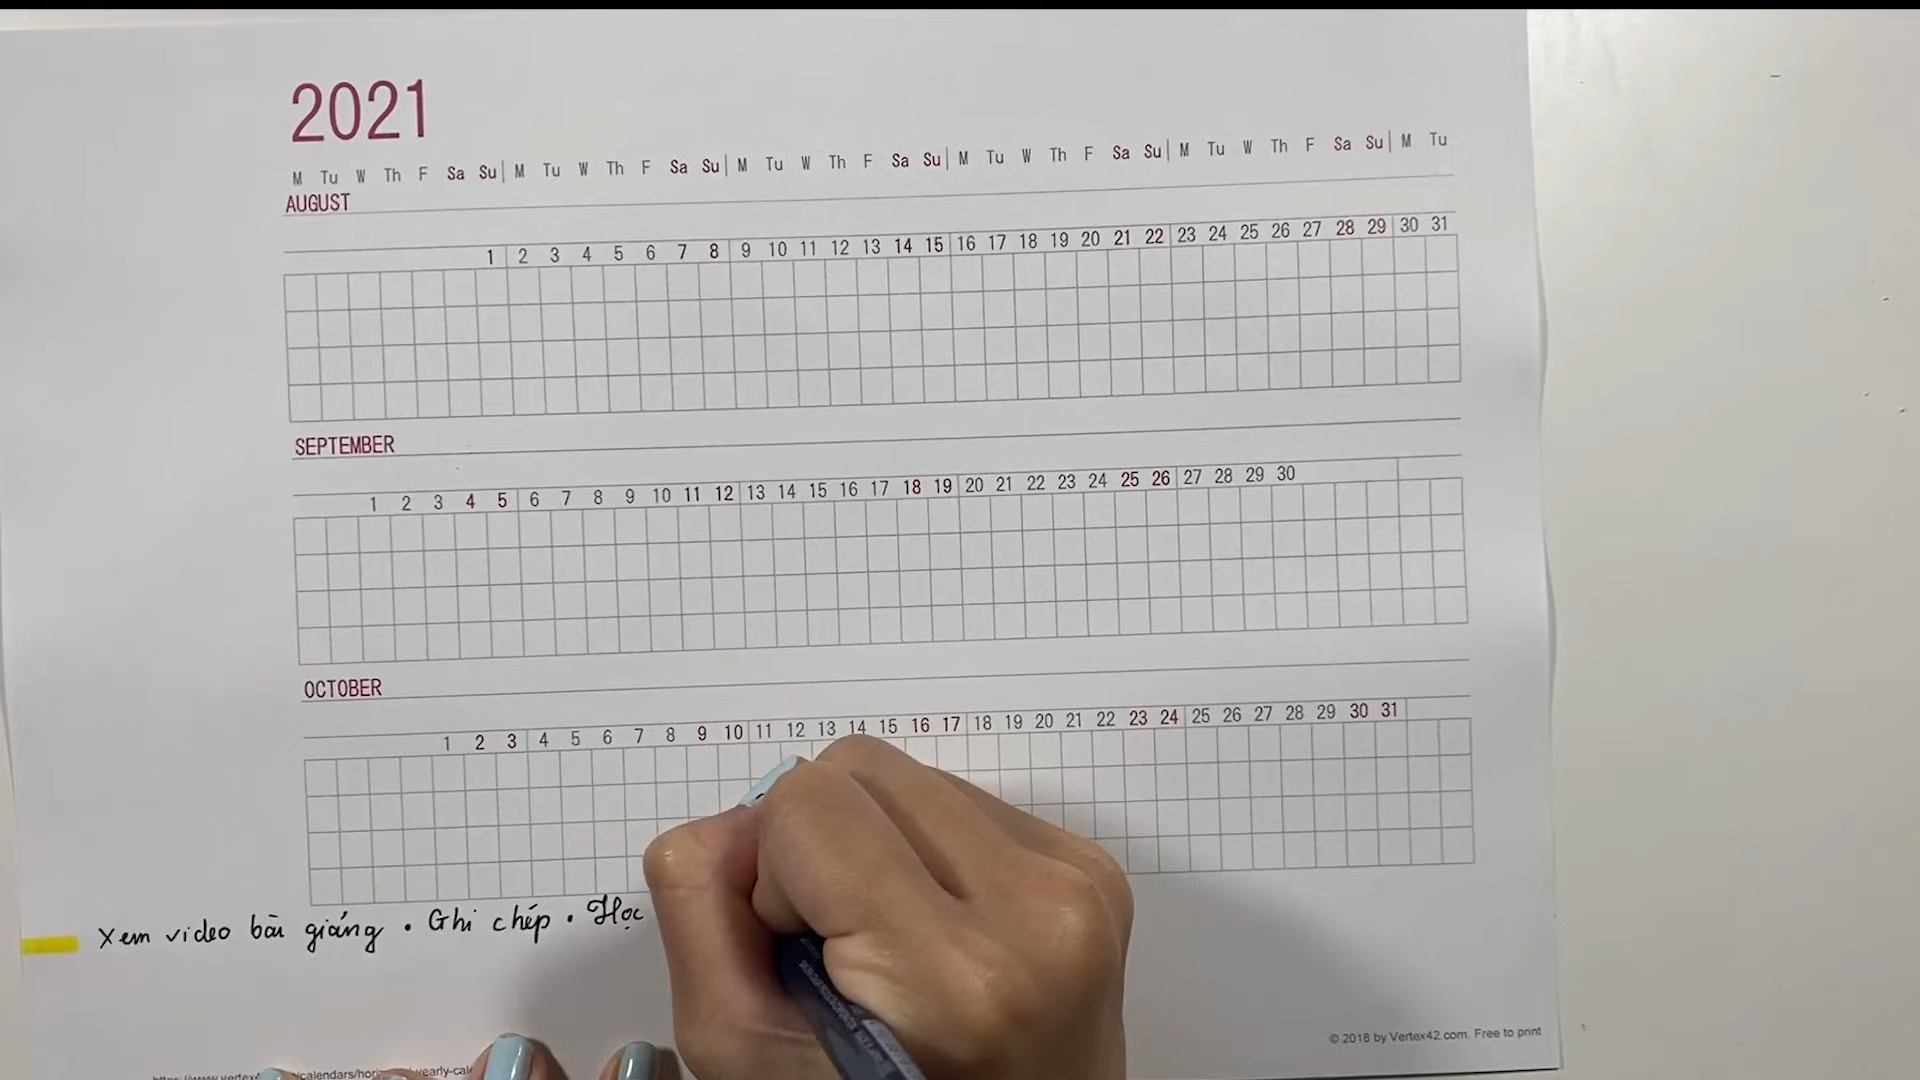 2021
M Tu W Th F Sa Su M Tu W Th F Sa Su M Tu W Th F Sa Su M Tu W Th F Sa Su M Tu W Th F Sa Su M Tu
AUGUST
1 2 3 4 5 6 7 8 9 10 11 12 13 14 15 16 17 18 19 20 21 22 23 24 25 26 27 28 29 30 31
SEPTEMBER
1 2 3 4 5 6 7 8 9 10 11 12 13 14 15 16 17 18 19 20 21 22 23 24 25 26 27 28 29 30
OCTOBER
1 2 3 4 5 6 7 8 9 10 11 12 13 14 15 16 17 18 19 20 21 22 23 24 25 26 27 28 29 30 31
Xem video bài giảng • Ghi chép • Học
© 2018 by Vertex42.com. Free to print